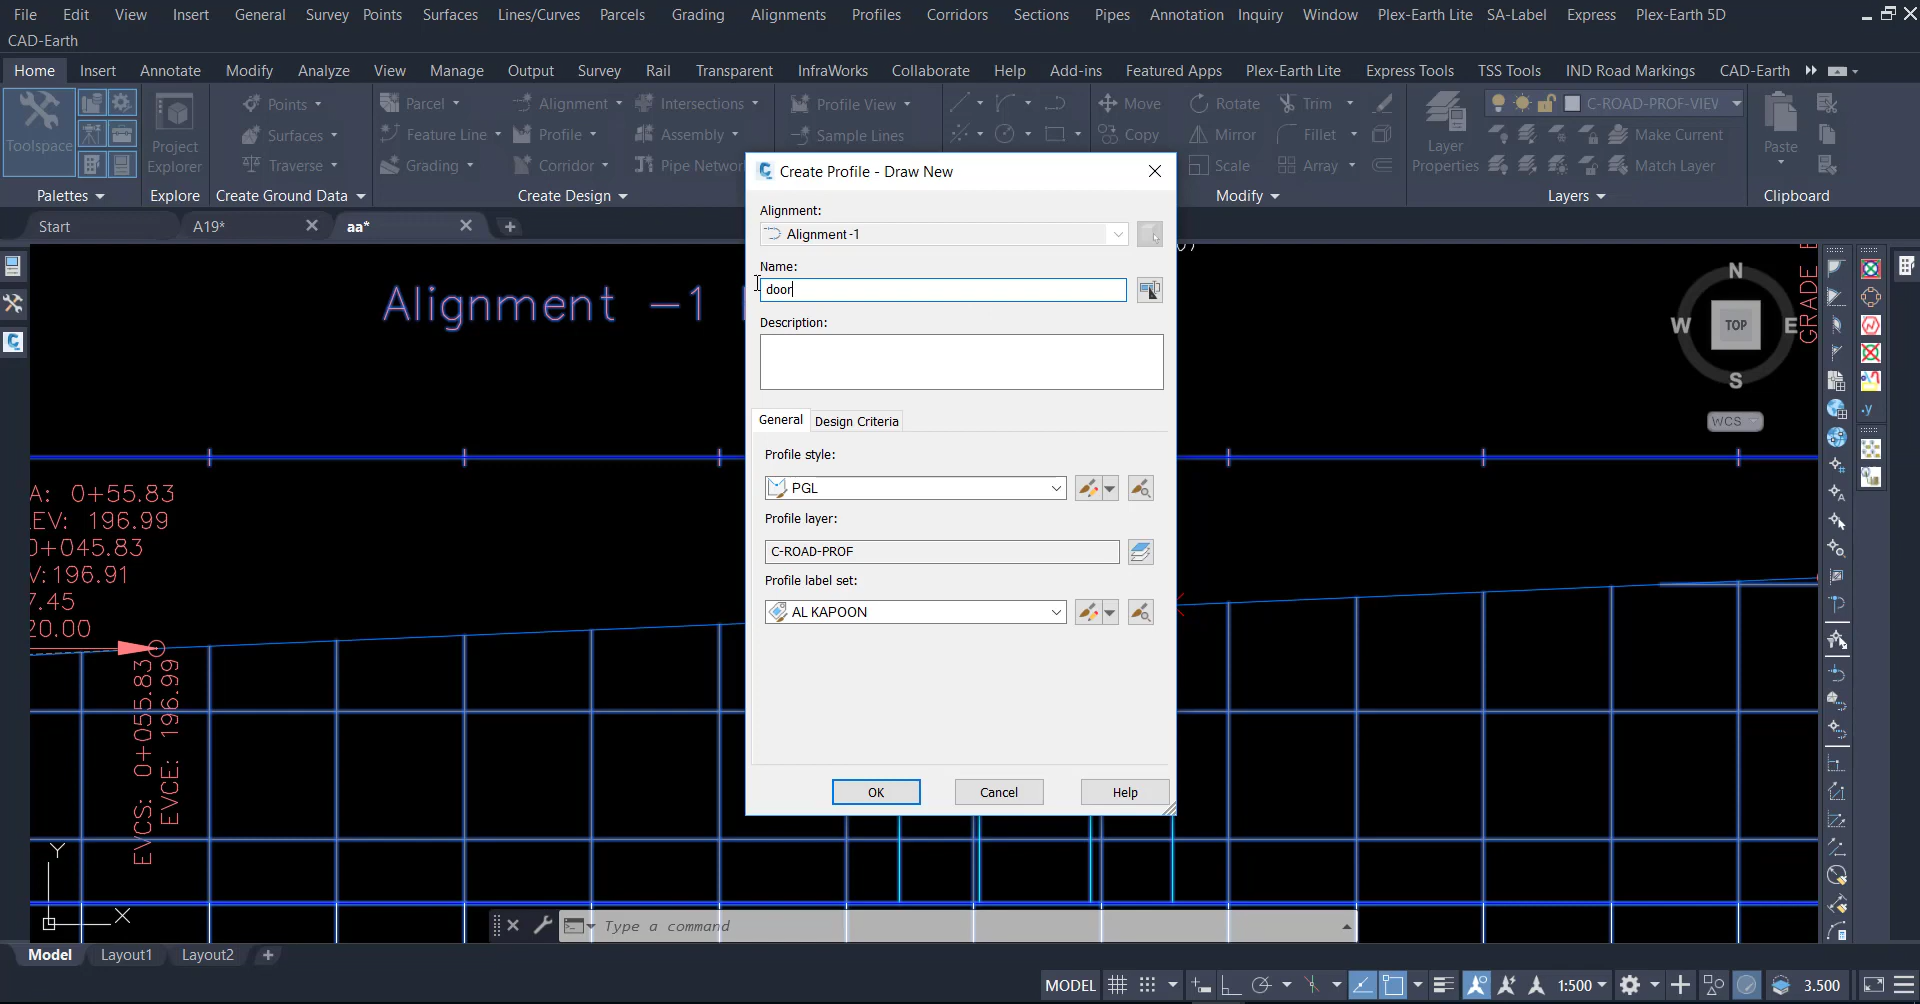 File Edit View Insert General Survey Points Surfaces Lines/Curves Parcels Grading Alignments Profiles Corridors Sections Pipes Annotation Inquiry Window Plex-Earth Lite SA-Label Express Plex-Earth 5D
CAD-Earth
Home Insert Annotate Modify Analyze View Manage Output Survey Rail Transparent InfraWorks Collaborate Help Add-ins Featured Apps Plex-Earth Lite Express Tools TSS Tools IND Road Markings CAD-Earth
Points Parcel Alignment Intersections Profile View Move Rotate Trim C-ROAD-PROF-VIEW
Toolspace Project Explorer Surfaces Feature Line Profile Assembly Sample Lines Copy Mirror Fillet Layer Properties Make Current Paste
Traverse Grading Corridor Pipe Network Scale Array Match Layer
Palettes Explore Create Ground Data Create Design Modify Layers Clipboard
Start A19* aa*
Create Profile - Draw New
Alignment:
Alignment-1
Name:
door
Description:
General Design Criteria
Profile style:
PGL
Profile layer:
C-ROAD-PROF
Profile label set:
AL KAPOON
OK Cancel Help
Alignment -1
A: 0+55.83
EV: 196.99
0+045.83
V:196.91
7.45
20.00
EVCS: 0+055.83
EVCE: 196.99
GRADE
N
W TOP E
S
WCS
.y
Y
X
Type a command
Model Layout1 Layout2
MODEL 1:500 3.500